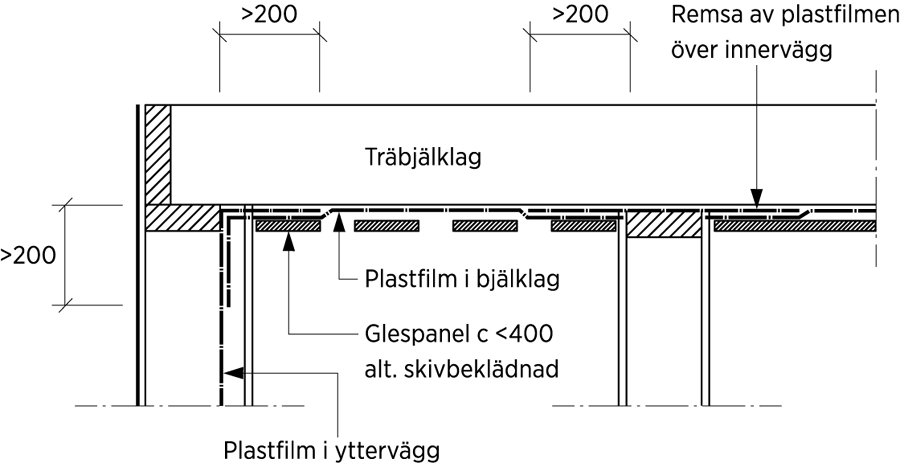 >200
>200
Remsa av plastfilmen
över innervägg
Träbjälklag
>200
Plastfilm i bjälklag
Glespanel c <400
alt. skivbeklädnad
Plastfilm i yttervägg